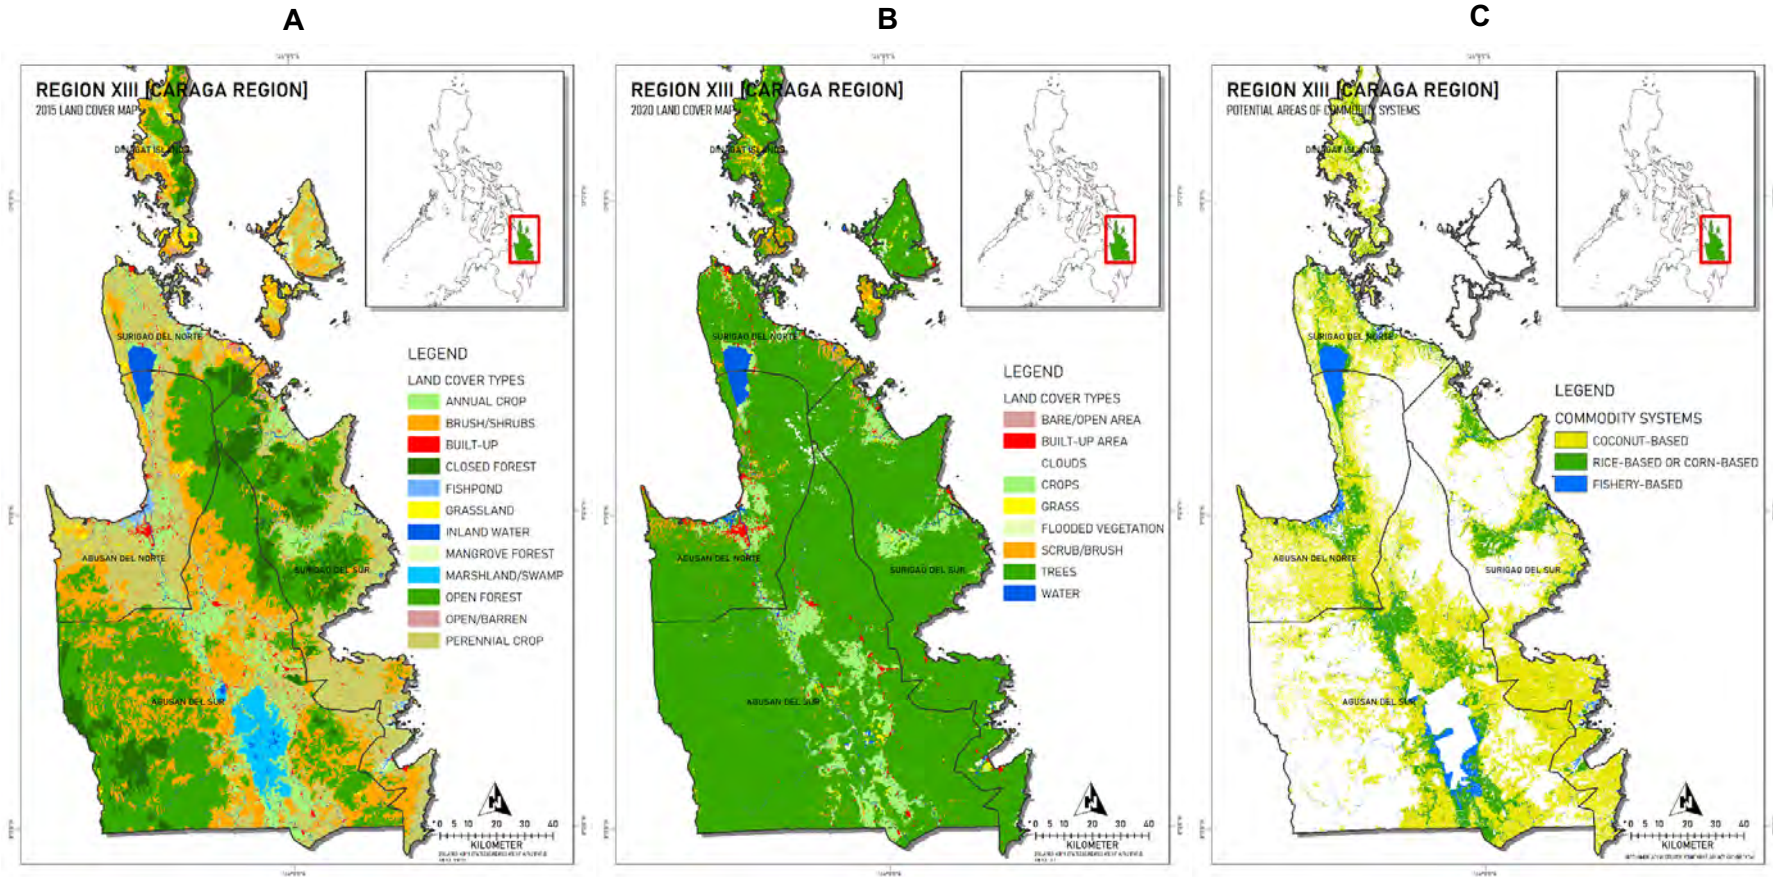 A
B
C
REGION XIII [CARAGA REGION]
2015 LAND COVER MAP
DINAGAT ISLANDS
SURIGAO DEL NORTE
AGUSAN DEL NORTE
SURIGAO DEL SUR
AGUSAN DEL SUR
LEGEND
LAND COVER TYPES
ANNUAL CROP
BRUSH/SHRUBS
BUILT-UP
CLOSED FOREST
FISHPOND
GRASSLAND
INLAND WATER
MANGROVE FOREST
MARSHLAND/SWAMP
OPEN FOREST
OPEN/BARREN
PERENNIAL CROP
N
0 5 10 20 30 40
KILOMETER
REGION XIII [CARAGA REGION]
2020 LAND COVER MAP
DINAGAT ISLANDS
SURIGAO DEL NORTE
AGUSAN DEL NORTE
SURIGAO DEL SUR
AGUSAN DEL SUR
LEGEND
LAND COVER TYPES
BARE/OPEN AREA
BUILT-UP AREA
CLOUDS
CROPS
GRASS
FLOODED VEGETATION
SCRUB/BRUSH
TREES
WATER
N
0 5 10 20 30 40
KILOMETER
REGION XIII [CARAGA REGION]
POTENTIAL AREAS OF COMMODITY SYSTEMS
DINAGAT ISLANDS
SURIGAO DEL NORTE
AGUSAN DEL NORTE
SURIGAO DEL SUR
AGUSAN DEL SUR
LEGEND
COMMODITY SYSTEMS
COCONUT-BASED
RICE-BASED OR CORN-BASED
FISHERY-BASED
N
0 5 10 20 30 40
KILOMETER